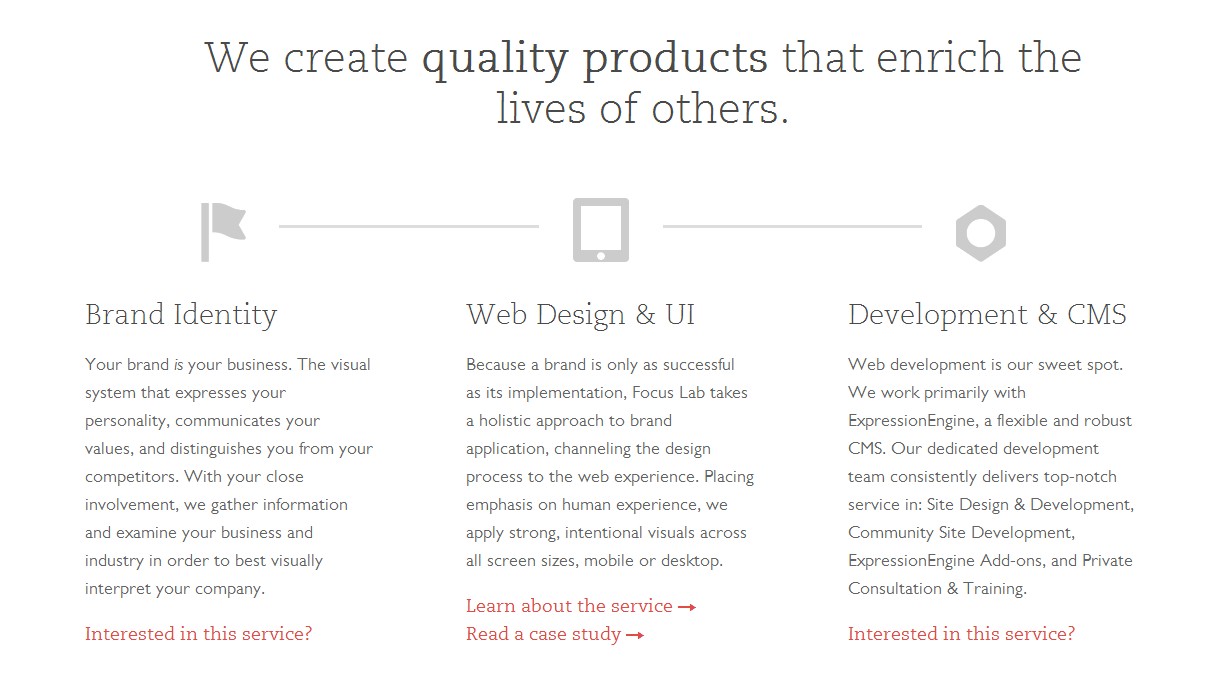 We create quality products that enrich the
lives of others.
Brand Identity
Your brand is your business. The visual
system that expresses your
personality, communicates your
values, and distinguishes you from your
competitors. With your close
involvement, we gather information
and examine your business and
industry in order to best visually
interpret your company.
Interested in this service?
Web Design & UI
Because a brand is only as successful
as its implementation, Focus Lab takes
a holistic approach to brand
application, channeling the design
process to the web experience. Placing
emphasis on human experience, we
apply strong, intentional visuals across
all screen sizes, mobile or desktop.
Learn about the service →
Read a case study →
Development & CMS
Web development is our sweet spot.
We work primarily with
ExpressionEngine, a flexible and robust
CMS. Our dedicated development
team consistently delivers top-notch
service in: Site Design & Development,
Community Site Development,
ExpressionEngine Add-ons, and Private
Consultation & Training.
Interested in this service?